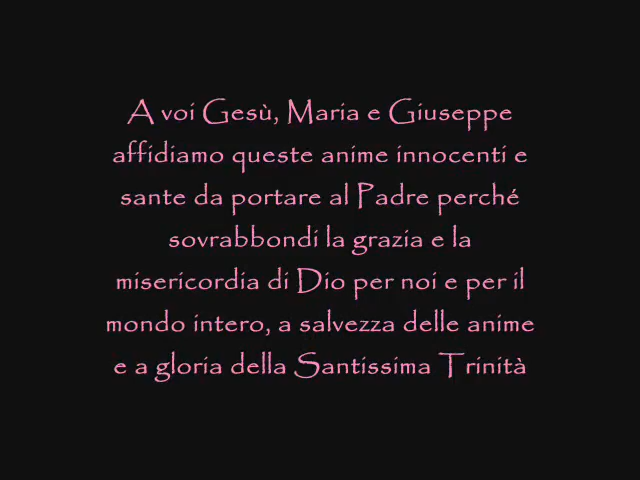 A voi Gesù, Maria e Giuseppe
affidiamo queste anime innocenti e
sante da portare al Padre perché
sovrabbondi la grazia e la
misericordia di Dio per noi e per il
mondo intero, a salvezza delle anime
e a gloria della Santissima Trinità